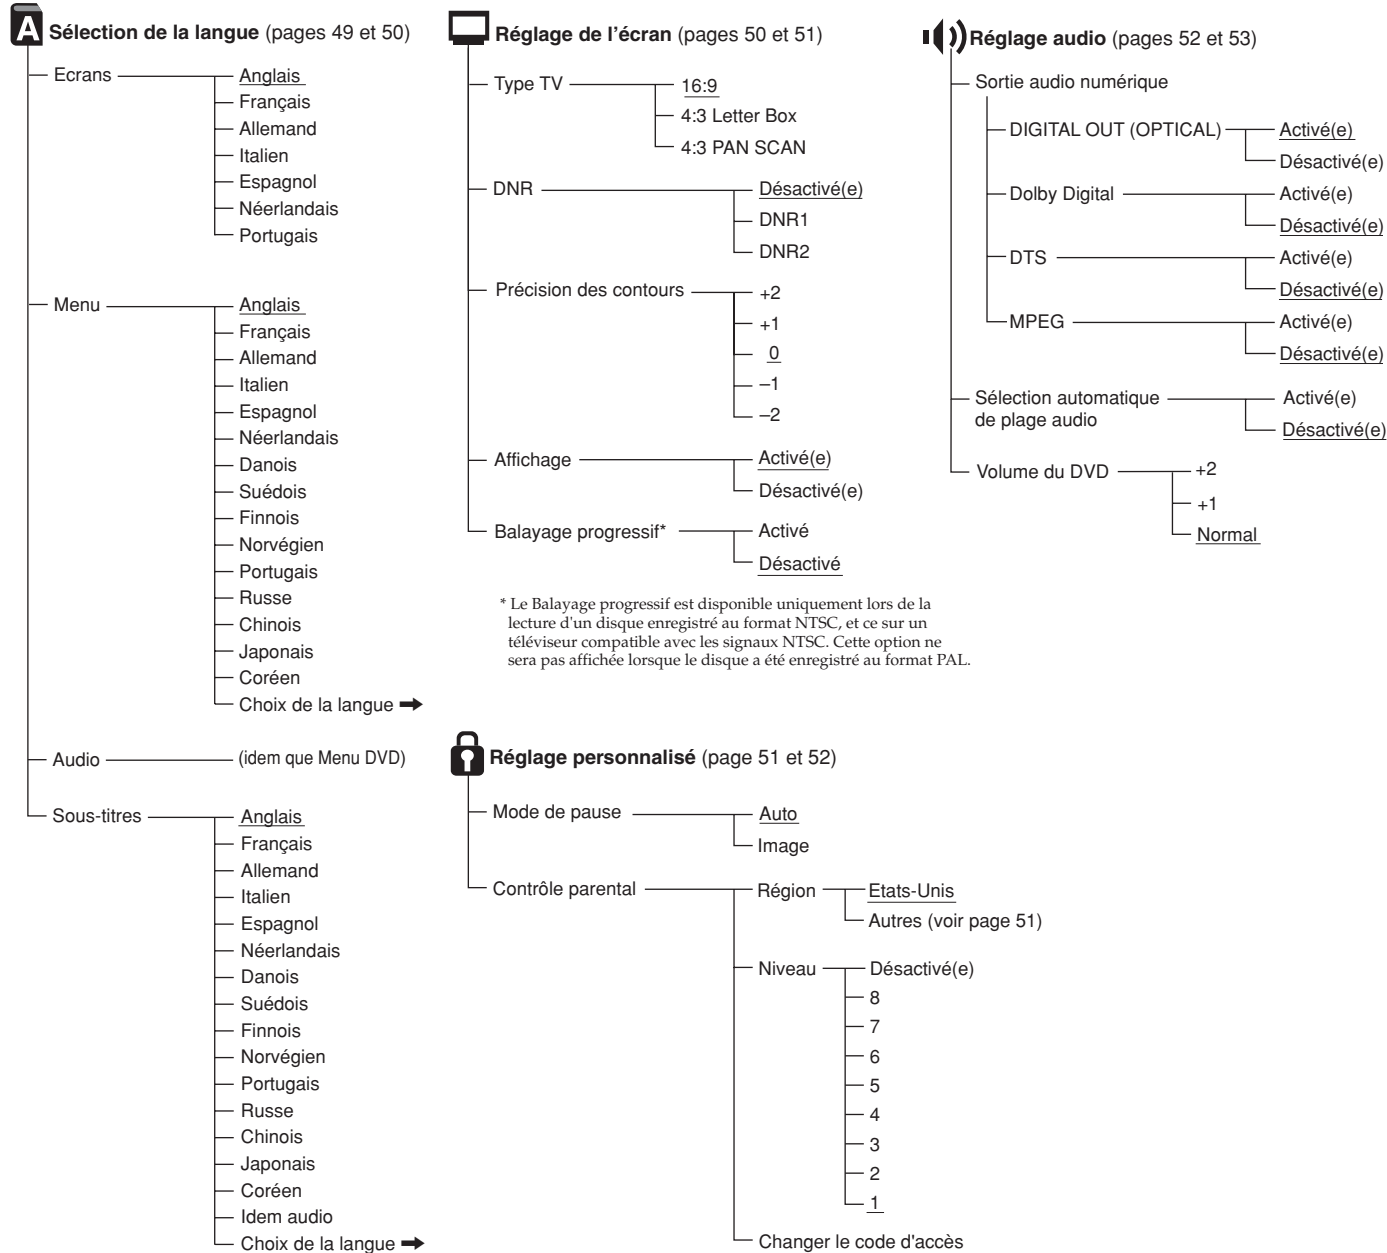 A Sélection de la langue (pages 49 et 50)
Ecrans
Anglais
Français
Allemand
Italien
Espagnol
Néerlandais
Portugais
Menu
Anglais
Français
Allemand
Italien
Espagnol
Néerlandais
Danois
Suédois
Finnois
Norvégien
Portugais
Russe
Chinois
Japonais
Coréen
Choix de la langue ➡
Audio
(idem que Menu DVD)
Sous-titres
Anglais
Français
Allemand
Italien
Espagnol
Néerlandais
Danois
Suédois
Finnois
Norvégien
Portugais
Russe
Chinois
Japonais
Coréen
Idem audio
Choix de la langue ➡
Réglage de l’écran (pages 50 et 51)
Type TV
16:9
4:3 Letter Box
4:3 PAN SCAN
DNR
Désactivé(e)
DNR1
DNR2
Précision des contours
+2
+1
0
–1
–2
Affichage
Activé(e)
Désactivé(e)
Balayage progressif*
Activé
Désactivé
* Le Balayage progressif est disponible uniquement lors de la
lecture d'un disque enregistré au format NTSC, et ce sur un
téléviseur compatible avec les signaux NTSC. Cette option ne
sera pas affichée lorsque le disque a été enregistré au format PAL.
Réglage personnalisé (page 51 et 52)
Mode de pause
Auto
Image
Contrôle parental
Région
Etats-Unis
Autres (voir page 51)
Niveau
Désactivé(e)
8
7
6
5
4
3
2
1
Changer le code d'accès
Réglage audio (pages 52 et 53)
Sortie audio numérique
DIGITAL OUT (OPTICAL)
Activé(e)
Désactivé(e)
Dolby Digital
Activé(e)
Désactivé(e)
DTS
Activé(e)
Désactivé(e)
MPEG
Activé(e)
Désactivé(e)
Sélection automatique
de plage audio
Activé(e)
Désactivé(e)
Volume du DVD
+2
+1
Normal